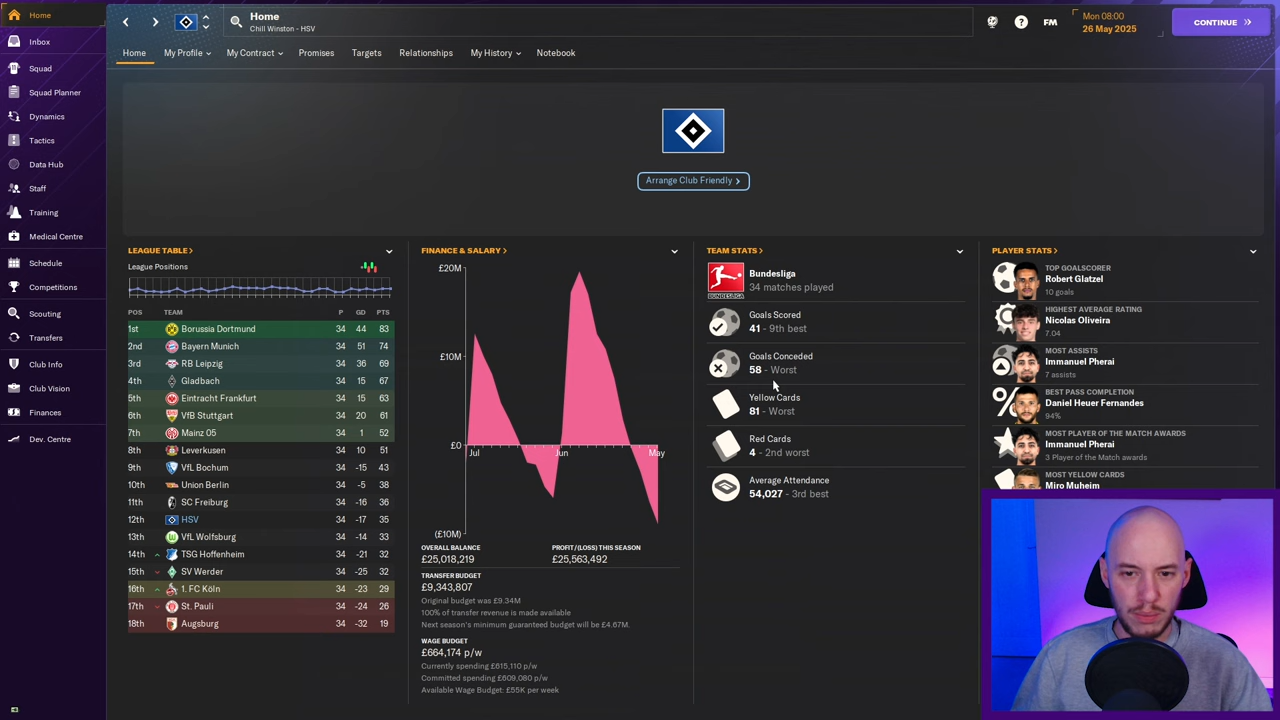 Home
Inbox
Squad
Squad Planner
Dynamics
Tactics
Data Hub
Staff
Training
Medical Centre
Schedule
Competitions
Scouting
Transfers
Club Info
Club Vision
Finances
Dev. Centre
Home
Chill Winston - HSV
FM
Mon 08:00
26 May 2025
CONTINUE
Home
My Profile
My Contract
Promises
Targets
Relationships
My History
Notebook
Arrange Club Friendly
LEAGUE TABLE
League Positions
POS TEAM P GD PTS
1st Borussia Dortmund 34 44 83
2nd Bayern Munich 34 51 74
3rd RB Leipzig 34 36 69
4th Gladbach 34 15 67
5th Eintracht Frankfurt 34 15 63
6th VfB Stuttgart 34 20 61
7th Mainz 05 34 1 52
8th Leverkusen 34 10 51
9th VfL Bochum 34 -15 43
10th Union Berlin 34 -5 38
11th SC Freiburg 34 -16 36
12th HSV 34 -17 35
13th VfL Wolfsburg 34 -14 33
14th TSG Hoffenheim 34 -21 32
15th SV Werder 34 -25 32
16th 1. FC Köln 34 -23 29
17th St. Pauli 34 -24 26
18th Augsburg 34 -32 19
FINANCE & SALARY
£20M
£10M
£0
(£10M)
Jul Jun May
OVERALL BALANCE
£25,018,219
PROFIT/(LOSS) THIS SEASON
£25,563,492
TRANSFER BUDGET
£9,343,807
Original budget was £9.34M
100% of transfer revenue is made available
Next season's minimum guaranteed budget will be £4.67M.
WAGE BUDGET
£664,174 p/w
Currently spending £615,110 p/w
Committed spending £609,080 p/w
Available Wage Budget: £55K per week
TEAM STATS
BUNDESLIGA
Bundesliga
34 matches played
Goals Scored
41 - 9th best
Goals Conceded
58 - Worst
Yellow Cards
81 - Worst
Red Cards
4 - 2nd worst
Average Attendance
54,027 - 3rd best
PLAYER STATS
TOP GOALSCORER
Robert Glatzel
10 goals
HIGHEST AVERAGE RATING
Nicolas Oliveira
7.04
MOST ASSISTS
Immanuel Pherai
7 assists
BEST PASS COMPLETION
Daniel Heuer Fernandes
94%
MOST PLAYER OF THE MATCH AWARDS
Immanuel Pherai
3 Player of the Match awards
MOST YELLOW CARDS
Miro Muheim